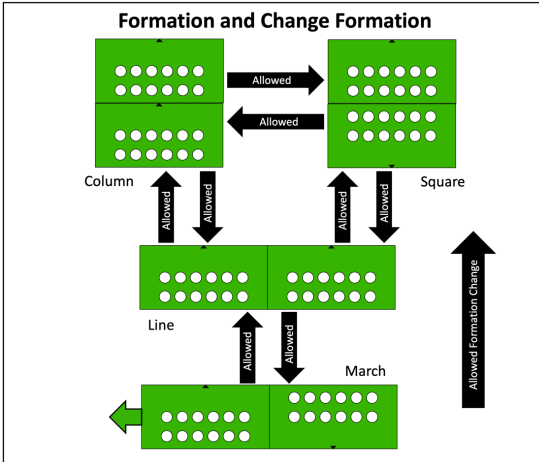 Formation and Change Formation
Allowed
Allowed
Column
Allowed
Allowed
Allowed
Allowed
Square
Line
Allowed
Allowed
March
Allowed Formation Change